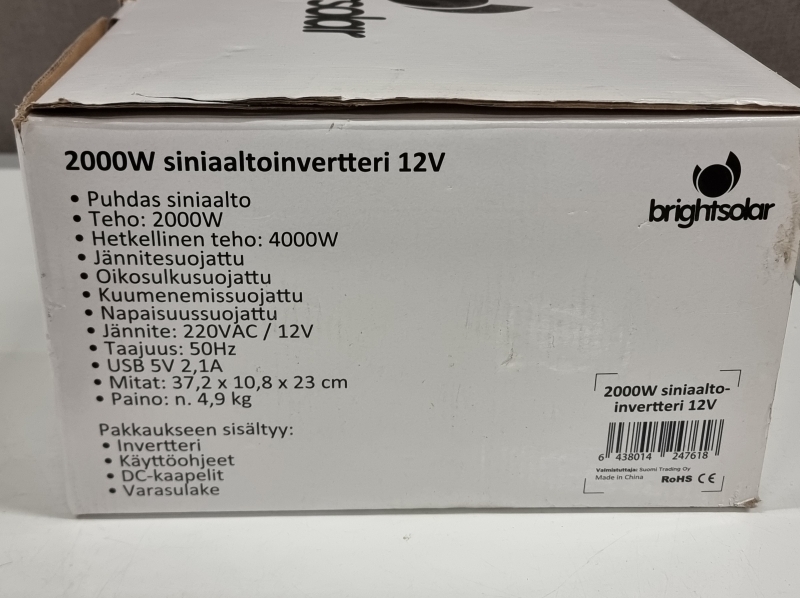 brightsolar
2000W siniaaltoinvertteri 12V
• Puhdas siniaalto
• Teho: 2000W
• Hetkellinen teho: 4000W
• Jännitesuojattu
• Oikosulkusuojattu
• Kuumenemissuojattu
• Napaisuussuojattu
• Jännite: 220VAC / 12V
• Taajuus: 50Hz
• USB 5V 2,1A
• Mitat: 37,2 x 10,8 x 23 cm
• Paino: n. 4,9 kg
Pakkaukseen sisältyy:
• Invertteri
• Käyttöohjeet
• DC-kaapelit
• Varasulake
2000W siniaalto-
invertteri 12V
6 438014 247618
Valmistuttaja: Suomi Trading Oy
Made in China
RoHS CE